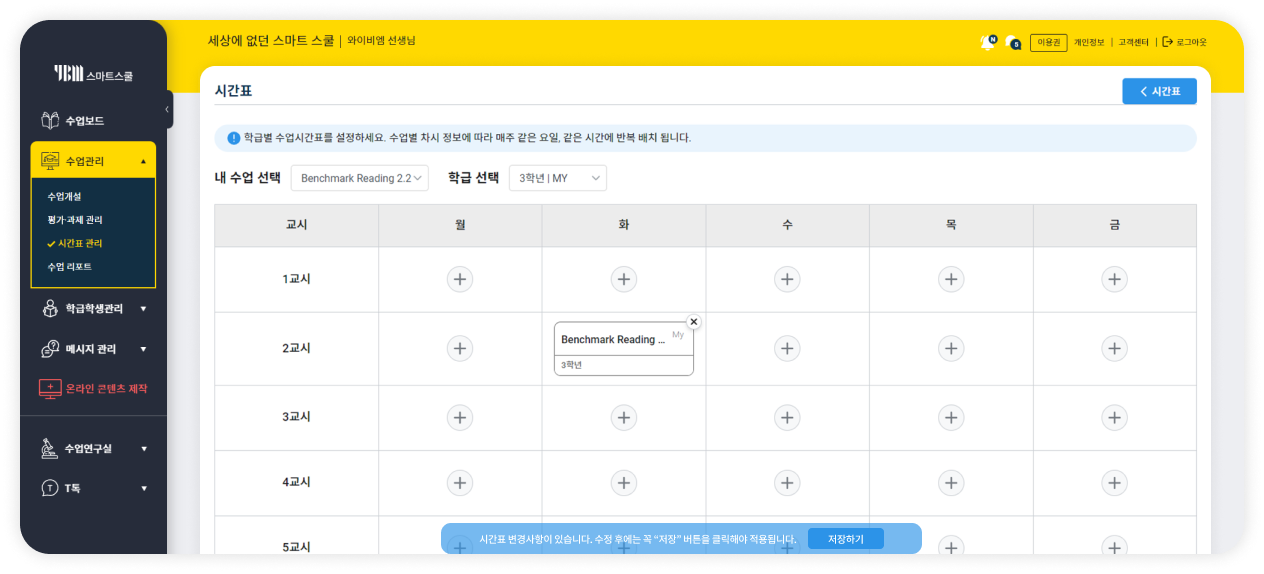 세상에 없던 스마트 스쿨 | 와이비엠 선생님
N
5
이용권
개인정보 | 고객센터 | 로그아웃
YBM 스마트스쿨
수업보드
수업관리
수업개설
평가·과제 관리
시간표 관리
수업 리포트
학급학생관리
메시지 관리
온라인 콘텐츠 제작
수업연구실
T톡
시간표
시간표
학급별 수업시간표를 설정하세요. 수업별 차시 정보에 따라 매주 같은 요일, 같은 시간에 반복 배치 됩니다.
내 수업 선택 Benchmark Reading 2.2 학급 선택 3학년 | MY
교시 월 화 수 목 금
1교시
2교시
Benchmark Reading ... My
3학년
3교시
4교시
5교시
시간표 변경사항이 있습니다. 수정 후에는 꼭 “저장” 버튼을 클릭해야 적용됩니다. 저장하기